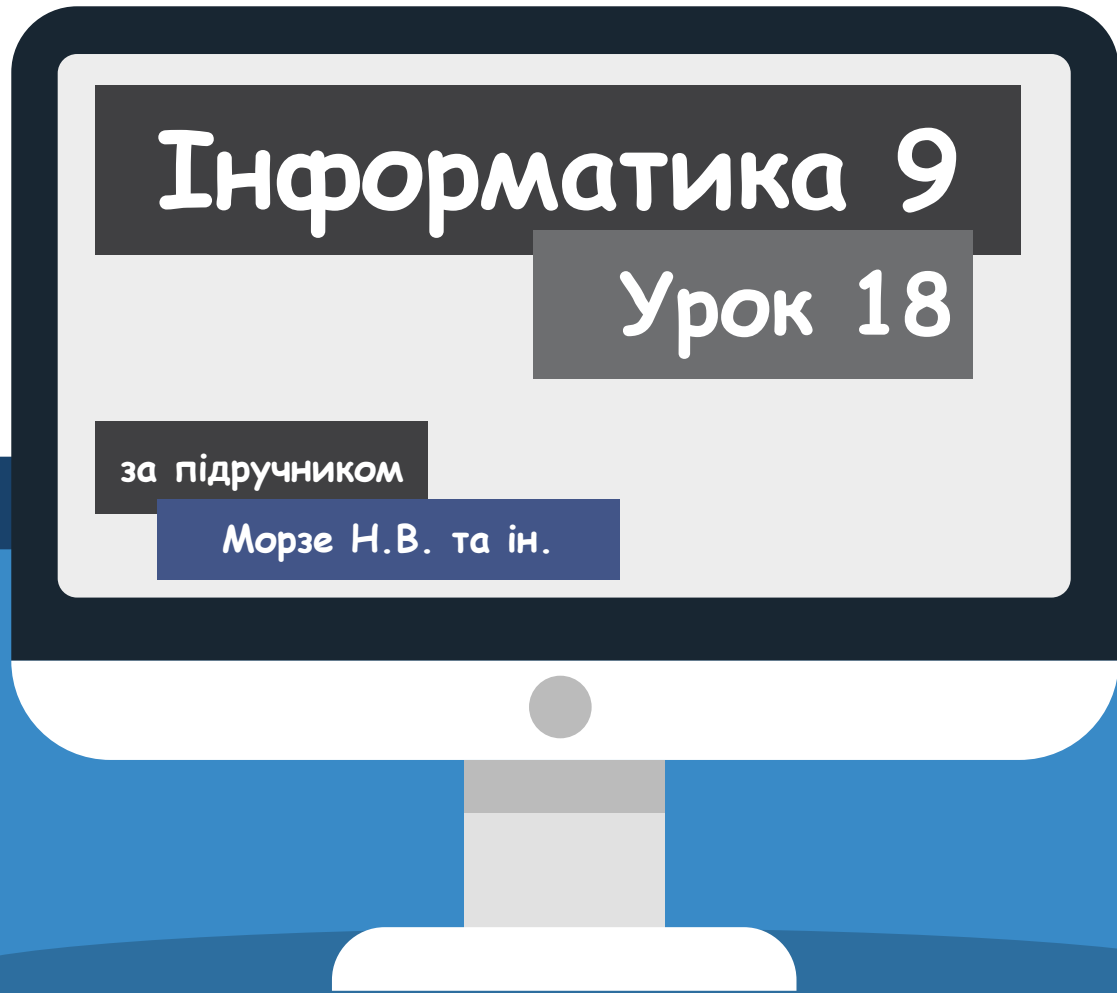 Інформатика 9
Урок 18
за підручником
Морзе Н.В. та ін.